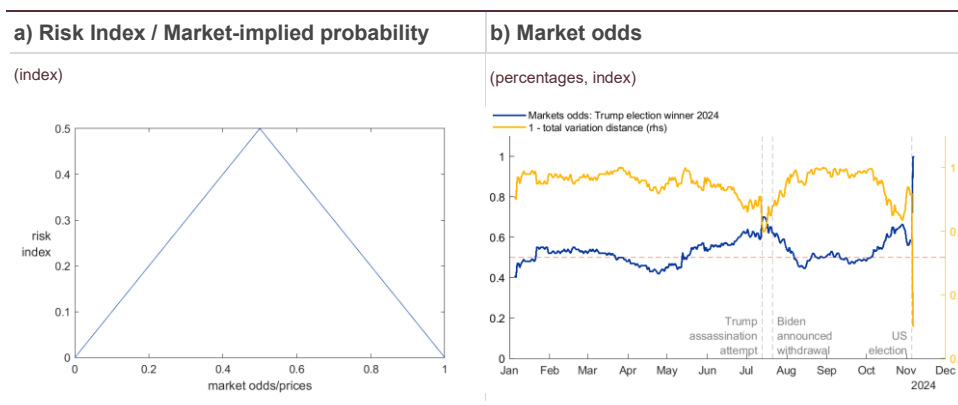 a) Risk Index / Market-implied probability
(index)
0.5
0.4
0.3
risk
index
0.2
0.1
0
0
0.2
0.4
0.6
0.8
1
market odds/prices
b) Market odds
(percentages, index)
Markets odds: Trump election winner 2024
1 - total variation distance (rhs)
1
0.8
0.6
0.4
0.2
0
1
Trump
assassination
attempt
Biden
announced
withdrawal
US
election
Jan
Feb
Mar
Apr
May
Jun
Jul
Aug
Sep
Oct
Nov
Dec
2024